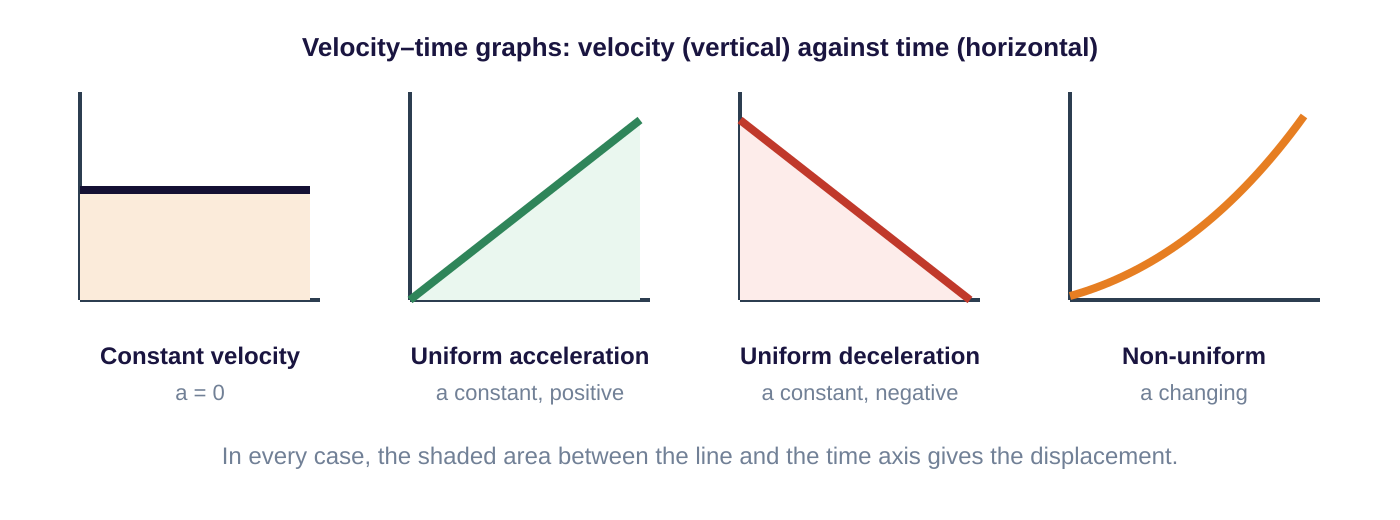 Velocity–time graphs: velocity (vertical) against time (horizontal)
Constant velocity
a = 0
Uniform acceleration
a constant, positive
Uniform deceleration
a constant, negative
Non-uniform
a changing
In every case, the shaded area between the line and the time axis gives the displacement.